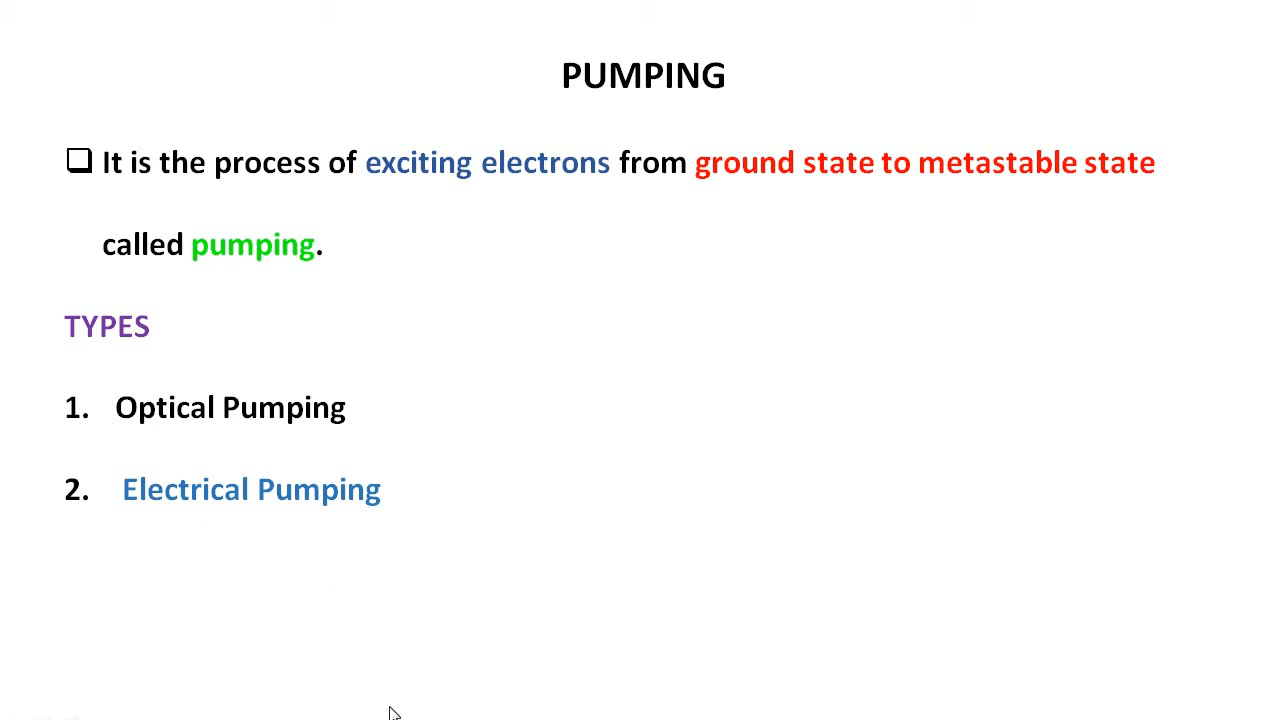 PUMPING
It is the process of exciting electrons from ground state to metastable state
called pumping.
TYPES
1. Optical Pumping
2. Electrical Pumping